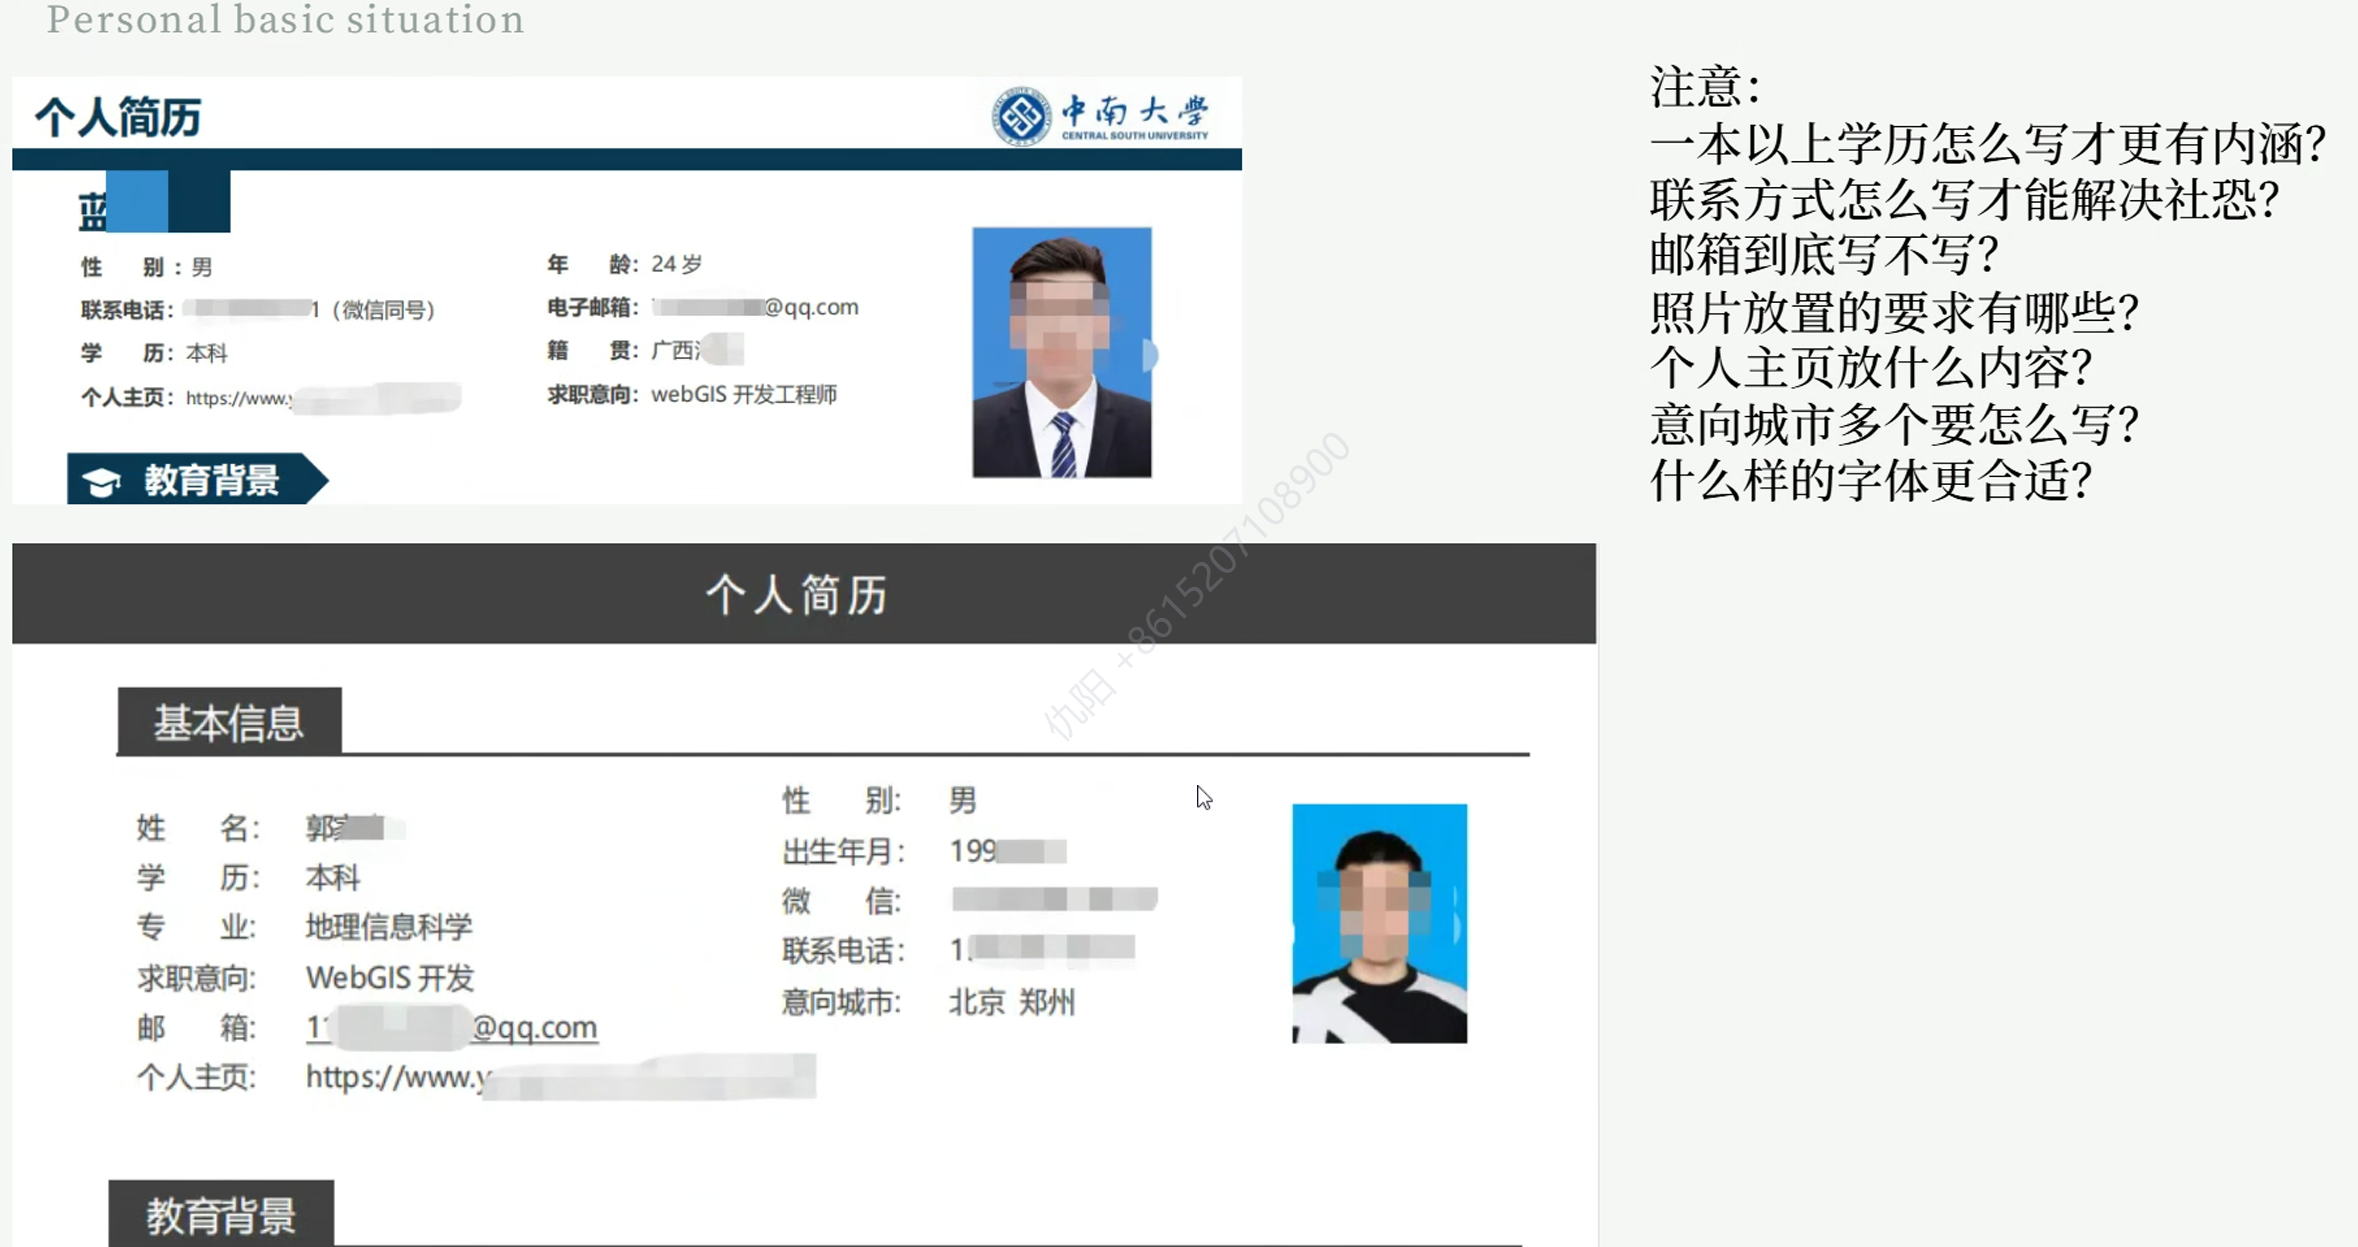 Personal basic situation
个人简历
中南大学
CENTRAL SOUTH UNIVERSITY
蓝
性 别：男
年 龄：24岁
联系电话：1（微信同号）
电子邮箱：@qq.com
学 历：本科
籍 贯：广西
个人主页：https://www.y
求职意向：webGIS 开发工程师
教育背景
注意：
一本以上学历怎么写才更有内涵？
联系方式怎么写才能解决社恐？
邮箱到底写不写？
照片放置的要求有哪些？
个人主页放什么内容？
意向城市多个要怎么写？
什么样的字体更合适？
个人简历
基本信息
姓 名：郭家
学 历：本科
专 业：地理信息科学
求职意向：WebGIS 开发
邮 箱：11@qq.com
个人主页：https://www.y
性 别：男
出生年月：199
微 信：
联系电话：1
意向城市：北京 郑州
教育背景
仇阳 +8615207108900